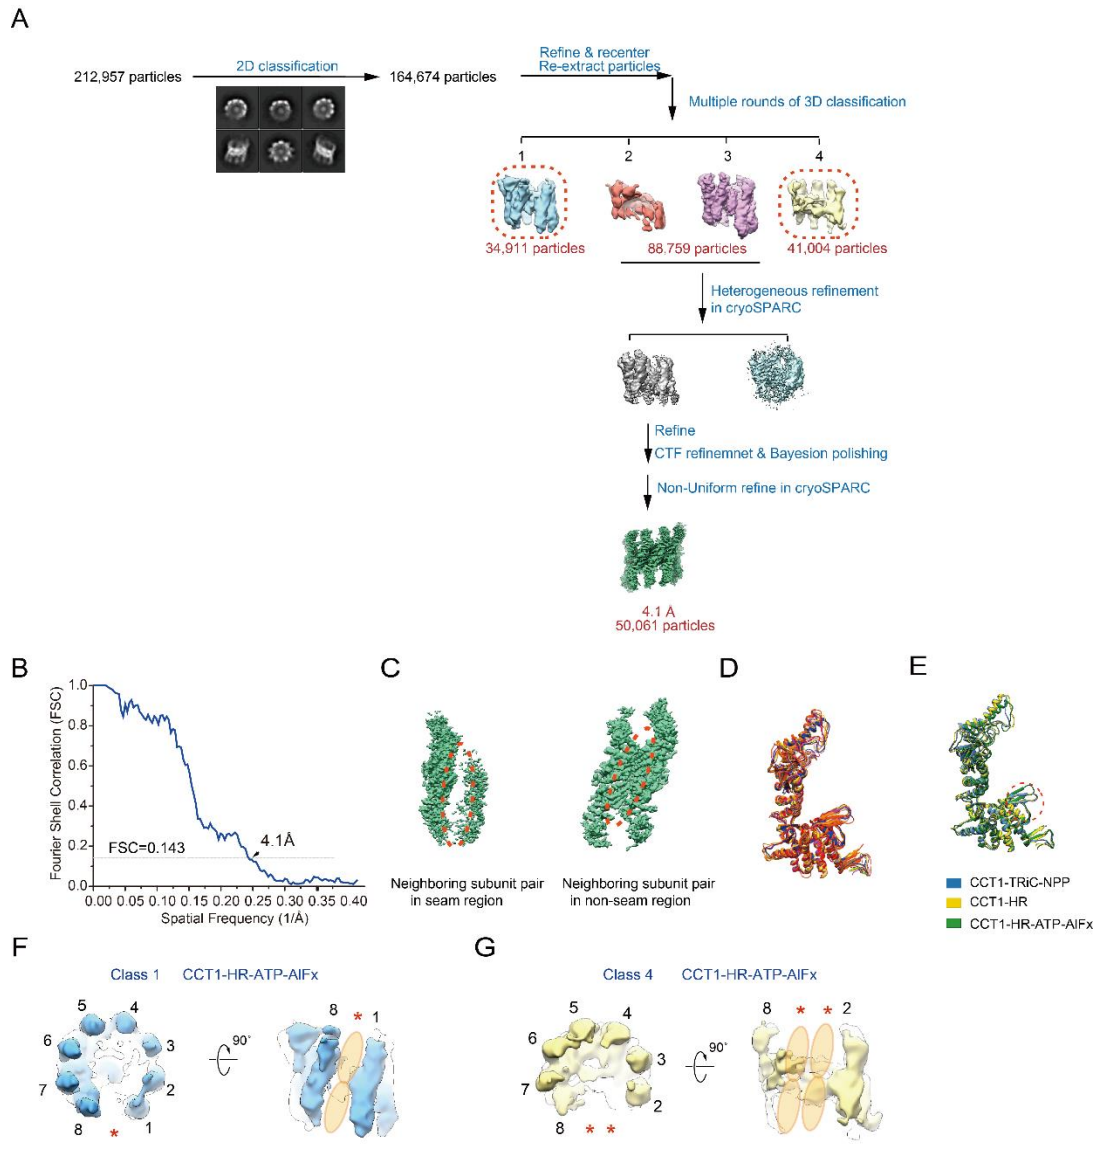 A
212,957 particles
2D classification
164,674 particles
Refine & recenter
Re-extract particles
Multiple rounds of 3D classification
1
2
3
4
34,911 particles
88,759 particles
41,004 particles
Heterogeneous refinement
in cryoSPARC
Refine
CTF refinemnet & Bayesion polishing
Non-Uniform refine in cryoSPARC
4.1 Å
50,061 particles
B
Fourier Shell Correlation (FSC)
1.0
0.8
0.6
0.4
0.2
0.0
FSC=0.143
4.1Å
0.00 0.05 0.10 0.15 0.20 0.25 0.30 0.35 0.40
Spatial Frequency (1/Å)
C
Neighboring subunit pair
in seam region
Neighboring subunit pair
in non-seam region
D
E
CCT1-TRiC-NPP
CCT1-HR
CCT1-HR-ATP-AlFx
F
Class 1 CCT1-HR-ATP-AlFx
5 4
6 3
7 2
8 * 1
90°
8 * 1
G
Class 4 CCT1-HR-ATP-AlFx
5 4
6 3
7 2
8 * *
90°
8 * * 2